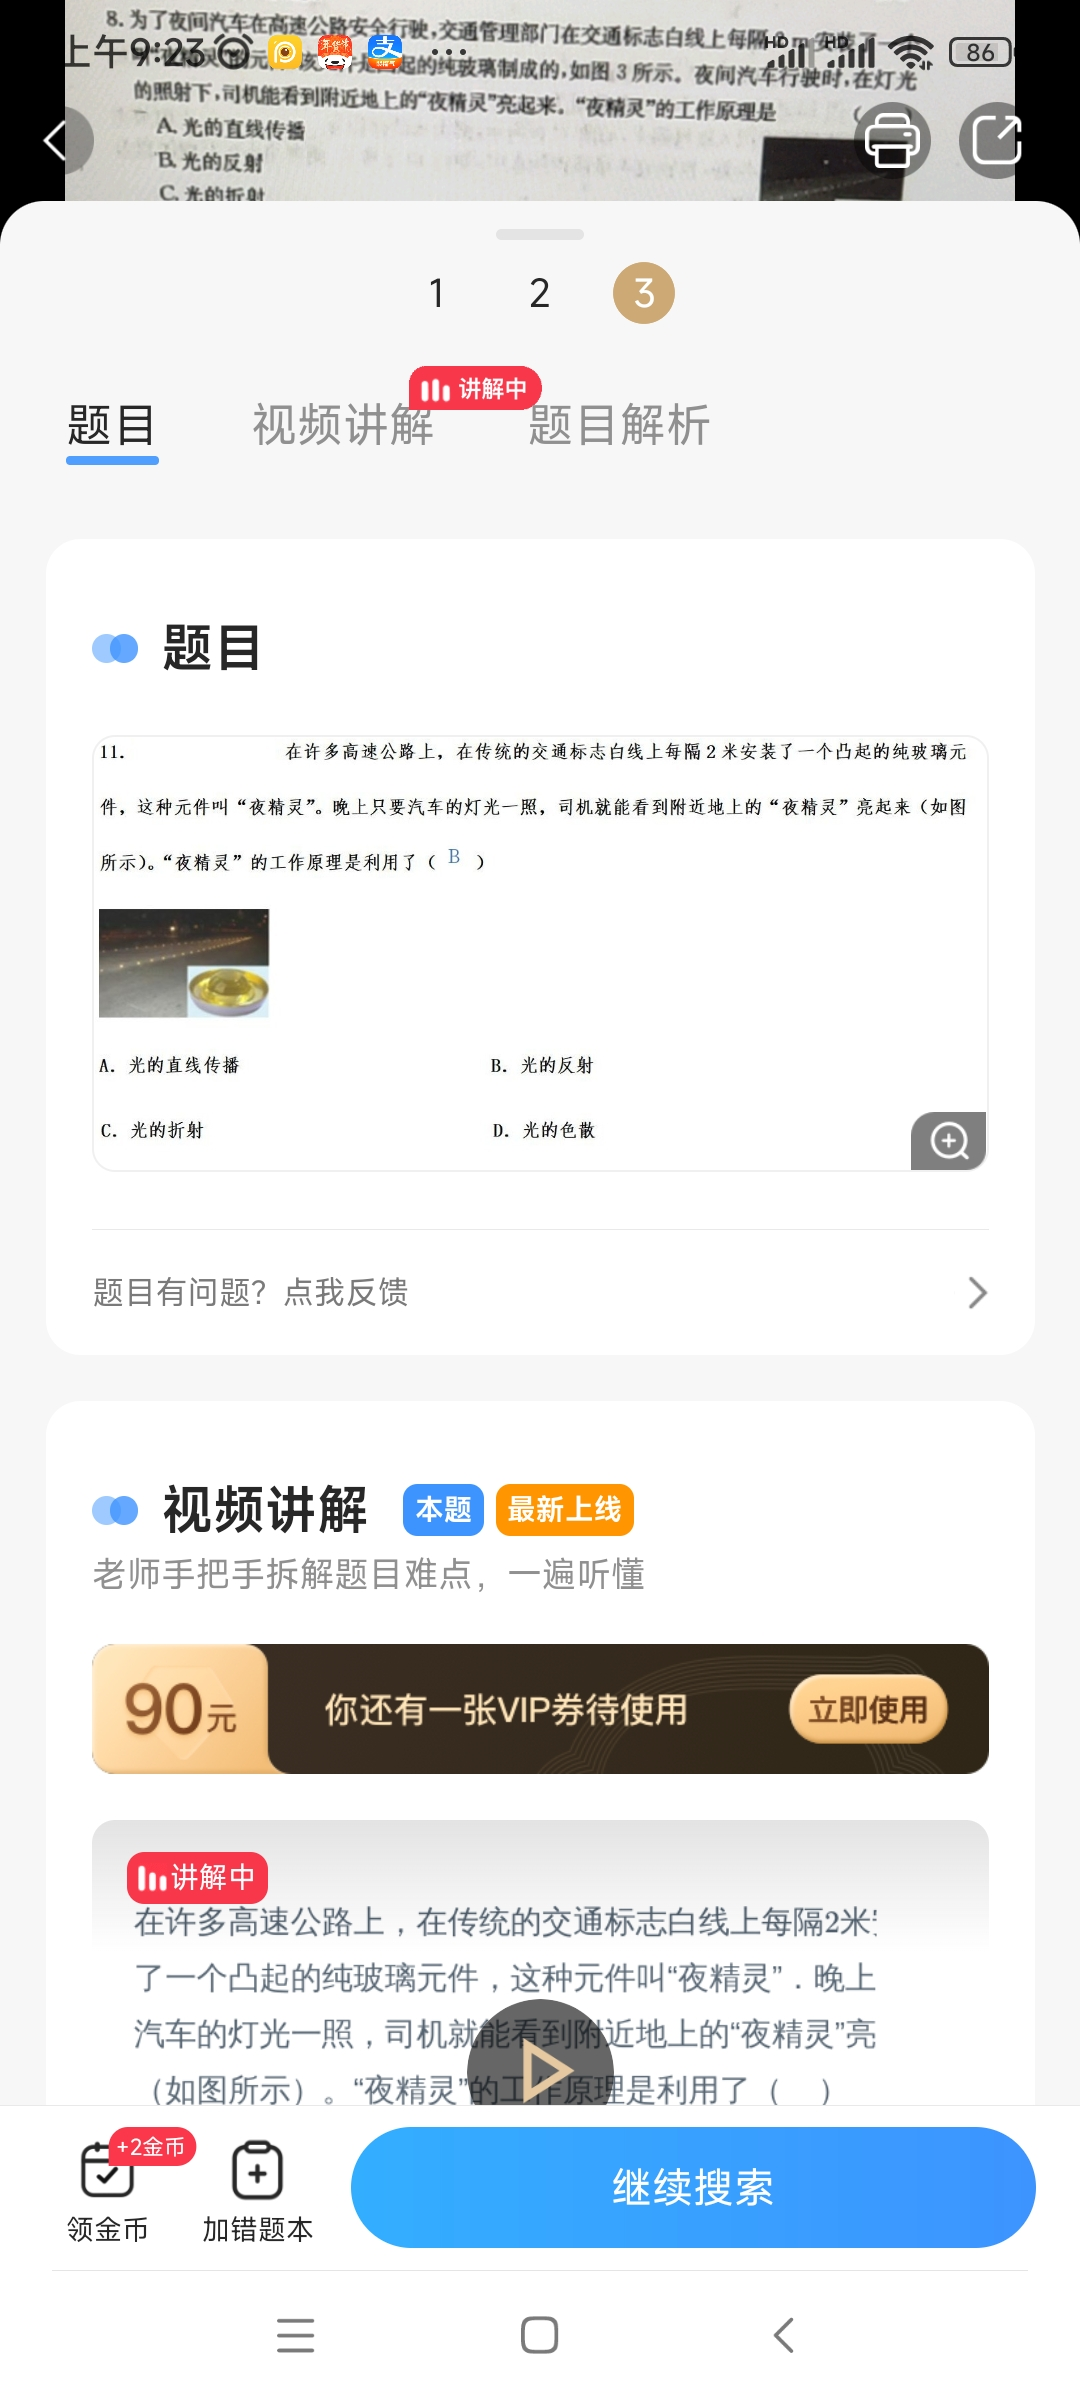 8. 为了夜间汽车在高速公路安全行驶,交通管理部门在交通标志白线上每隔
上午9:23
年货节
支
HD
HD
86
起的纯玻璃制成的,如图3所示。夜间汽车行驶时,在灯光
的照射下,司机能看到附近地上的“夜精灵”亮起来。“夜精灵”的工作原理是 (
A. 光的直线传播
B. 光的反射
C. 光的折射
1 2 3
讲解中
题目 视频讲解 题目解析
题目
11. 在许多高速公路上，在传统的交通标志白线上每隔2米安装了一个凸起的纯玻璃元
件，这种元件叫“夜精灵”。晚上只要汽车的灯光一照，司机就能看到附近地上的“夜精灵”亮起来（如图
所示）。“夜精灵”的工作原理是利用了（ B ）
A. 光的直线传播 B. 光的反射
C. 光的折射 D. 光的色散
题目有问题？点我反馈
视频讲解 本题 最新上线
老师手把手拆解题目难点，一遍听懂
90元 你还有一张VIP券待使用 立即使用
讲解中
在许多高速公路上，在传统的交通标志白线上每隔2米
了一个凸起的纯玻璃元件，这种元件叫“夜精灵”．晚上
汽车的灯光一照，司机就能看到附近地上的“夜精灵”亮
（如图所示）。“夜精灵”的工作原理是利用了（ ）
+2金币
领金币 加错题本 继续搜索